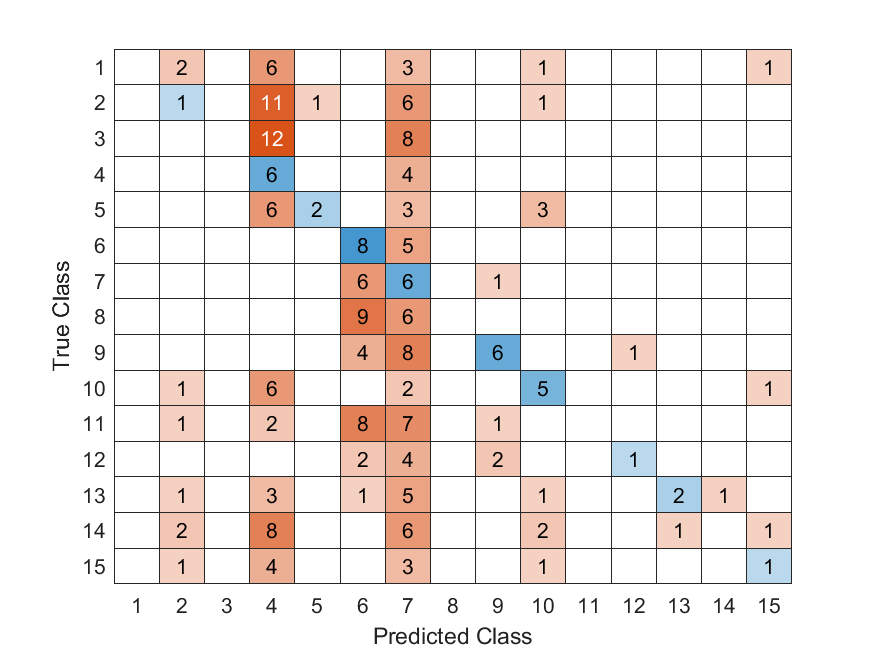 1 2 6 3 1 1
2 1 11 1 6 1
3 12 8
4 6 4
5 6 2 3 3
6 8 5
7 6 6 1
8 9 6
9 4 8 6 1
10 1 6 2 5 1
11 1 2 8 7 1
12 2 4 2 1
13 1 3 1 5 1 2 1
14 2 8 6 2 1 1
15 1 4 3 1 1
1 2 3 4 5 6 7 8 9 10 11 12 13 14 15
Predicted Class
True Class